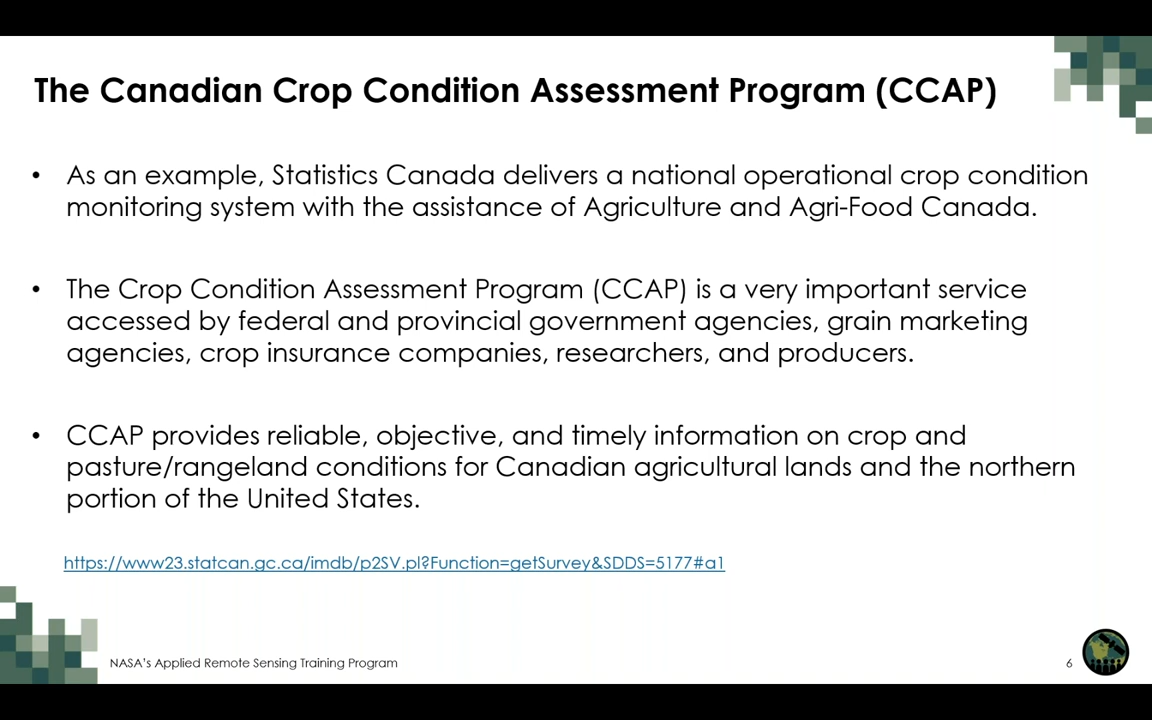 The Canadian Crop Condition Assessment Program (CCAP)
• As an example, Statistics Canada delivers a national operational crop condition
monitoring system with the assistance of Agriculture and Agri-Food Canada.
• The Crop Condition Assessment Program (CCAP) is a very important service
accessed by federal and provincial government agencies, grain marketing
agencies, crop insurance companies, researchers, and producers.
• CCAP provides reliable, objective, and timely information on crop and
pasture/rangeland conditions for Canadian agricultural lands and the northern
portion of the United States.
https://www23.statcan.gc.ca/imdb/p2SV.pl?Function=getSurvey&SDDS=5177#a1
NASA's Applied Remote Sensing Training Program
6